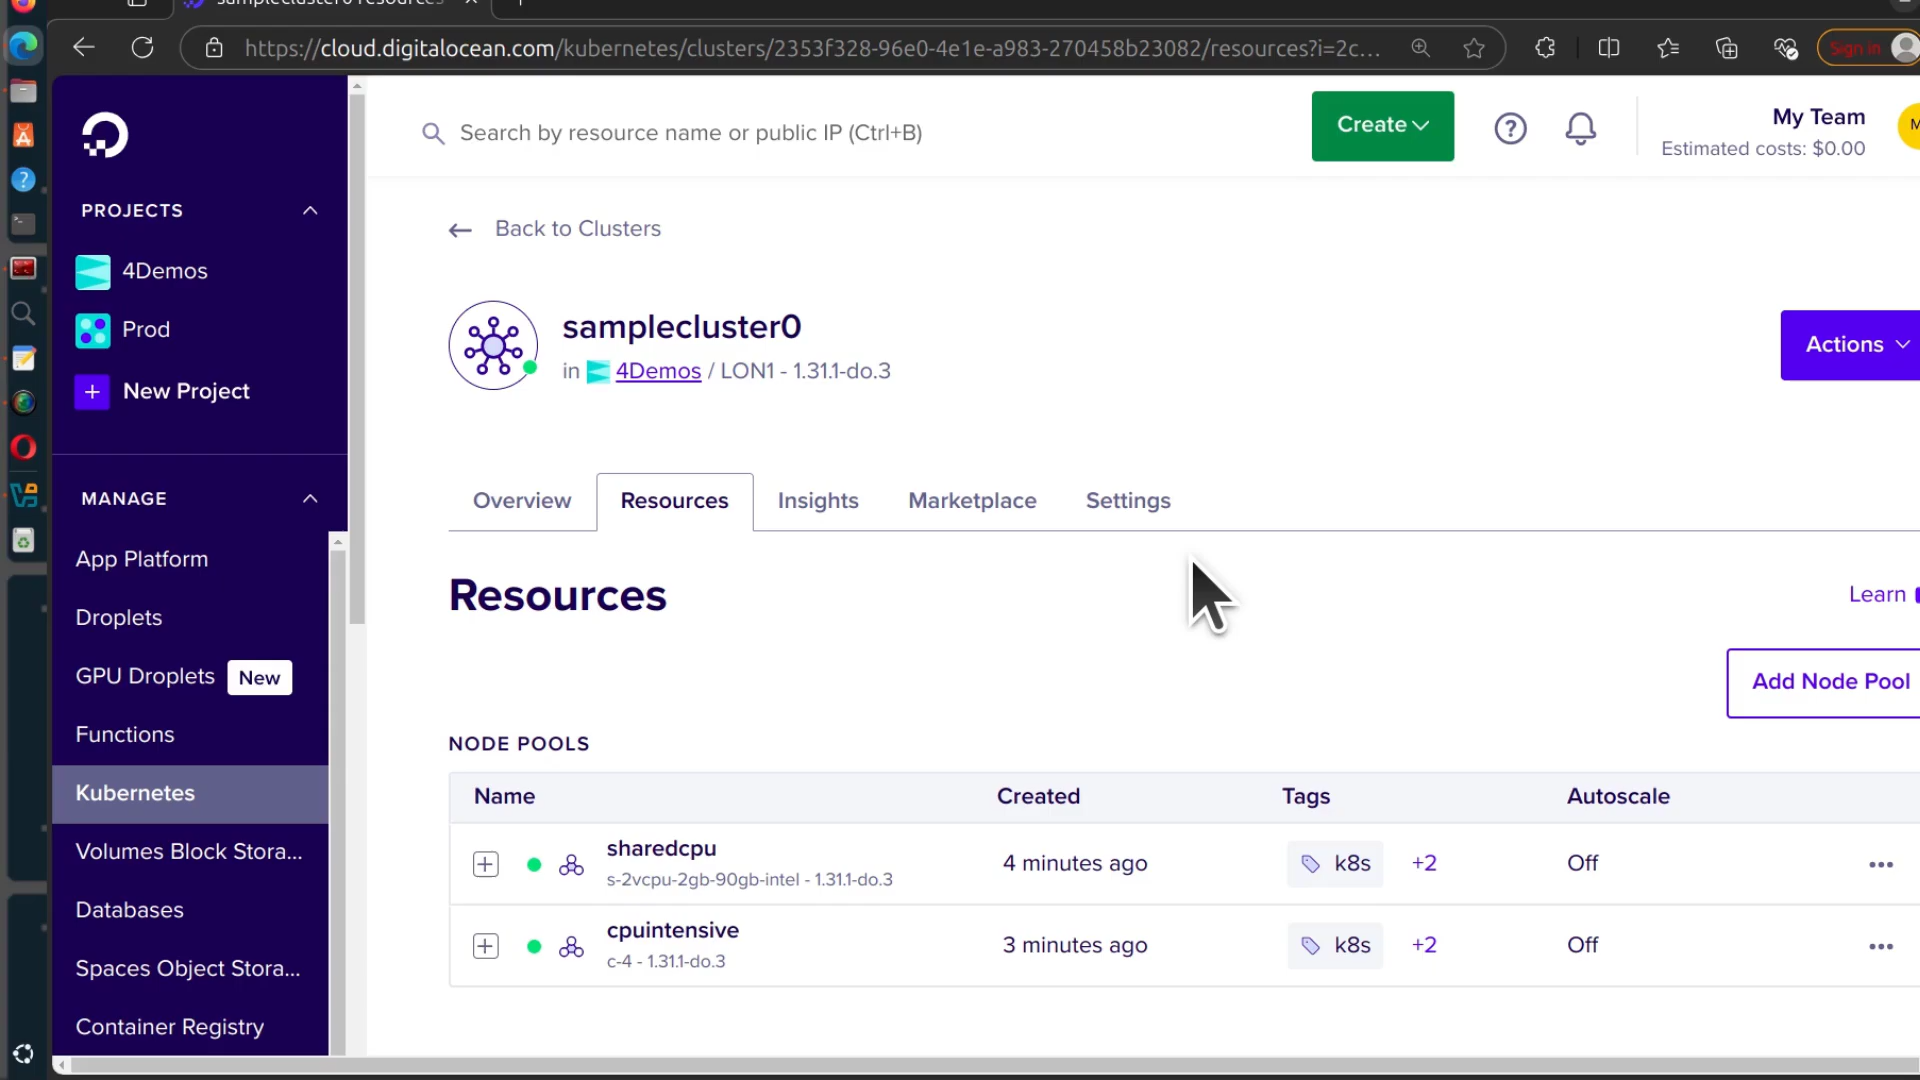 https://cloud.digitalocean.com/kubernetes/clusters/2353f328-96e0-4e1e-a983-270458b23082/resources?i=2c...
Sign in
Search by resource name or public IP (Ctrl+B)
Create
My Team
Estimated costs: $0.00
M
PROJECTS
4Demos
Prod
New Project
MANAGE
App Platform
Droplets
GPU Droplets New
Functions
Kubernetes
Volumes Block Stora...
Databases
Spaces Object Stora...
Container Registry
Back to Clusters
samplecluster0
in 4Demos / LON1 - 1.31.1-do.3
Actions
Overview
Resources
Insights
Marketplace
Settings
Resources
Learn
Add Node Pool
NODE POOLS
Name Created Tags Autoscale
sharedcpu
s-2vcpu-2gb-90gb-intel - 1.31.1-do.3
4 minutes ago k8s +2 Off
cpuintensive
c-4 - 1.31.1-do.3
3 minutes ago k8s +2 Off